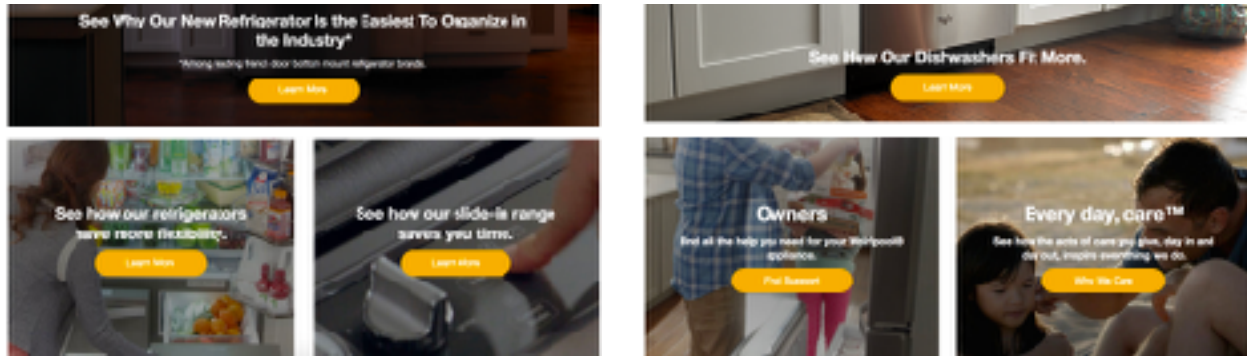 See Why Our New Refrigerator Is the Easiest To Organize in
the Industry*
*Among leading french door bottom mount refrigerator brands.
Learn More
See How Our Dishwashers Fit More.
Learn More
See how our refrigerators
save more flexibility.
Learn More
See how our slide-in range
saves you time.
Learn More
Owners
Find all the help you need for your Whirlpool®
appliance.
Find Support
Every day, care™
See how the acts of care you give, day in and
day out, inspire everything we do.
Why We Care